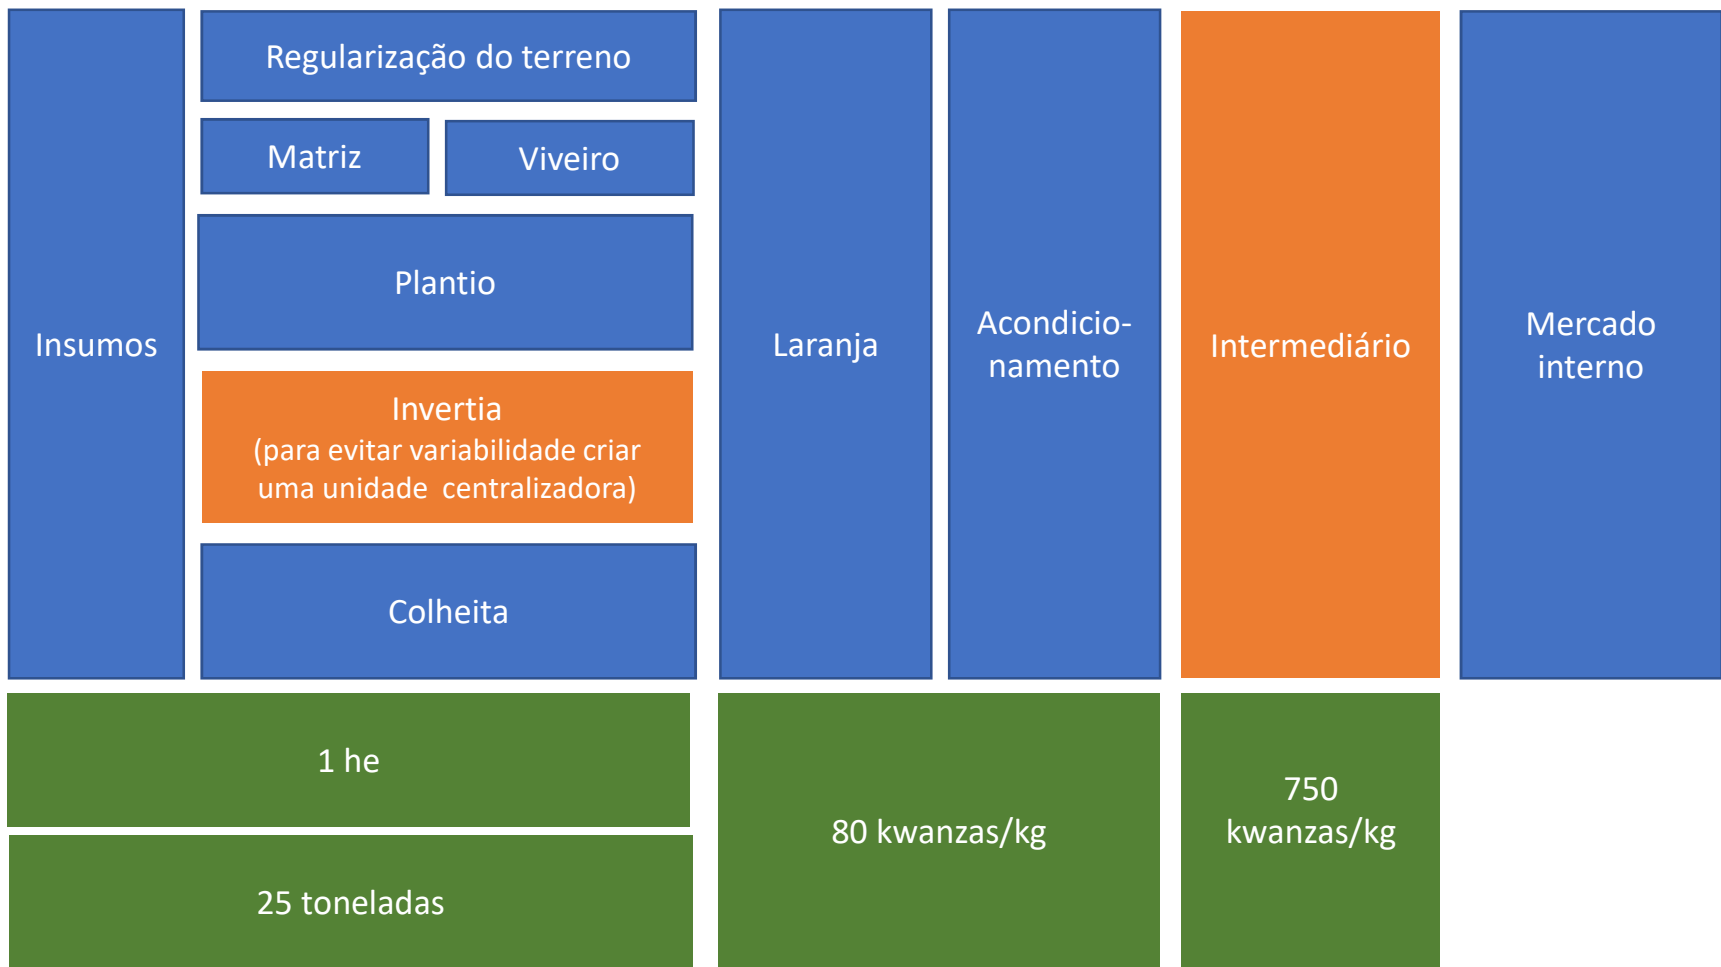 Insumos
Regularização do terreno
Matriz
Viveiro
Plantio
Invertia
(para evitar variabilidade criar
uma unidade  centralizadora)
Colheita
Laranja
Acondicio-
namento
Intermediário
Mercado
interno
1 he
25 toneladas
80 kwanzas/kg
750
kwanzas/kg